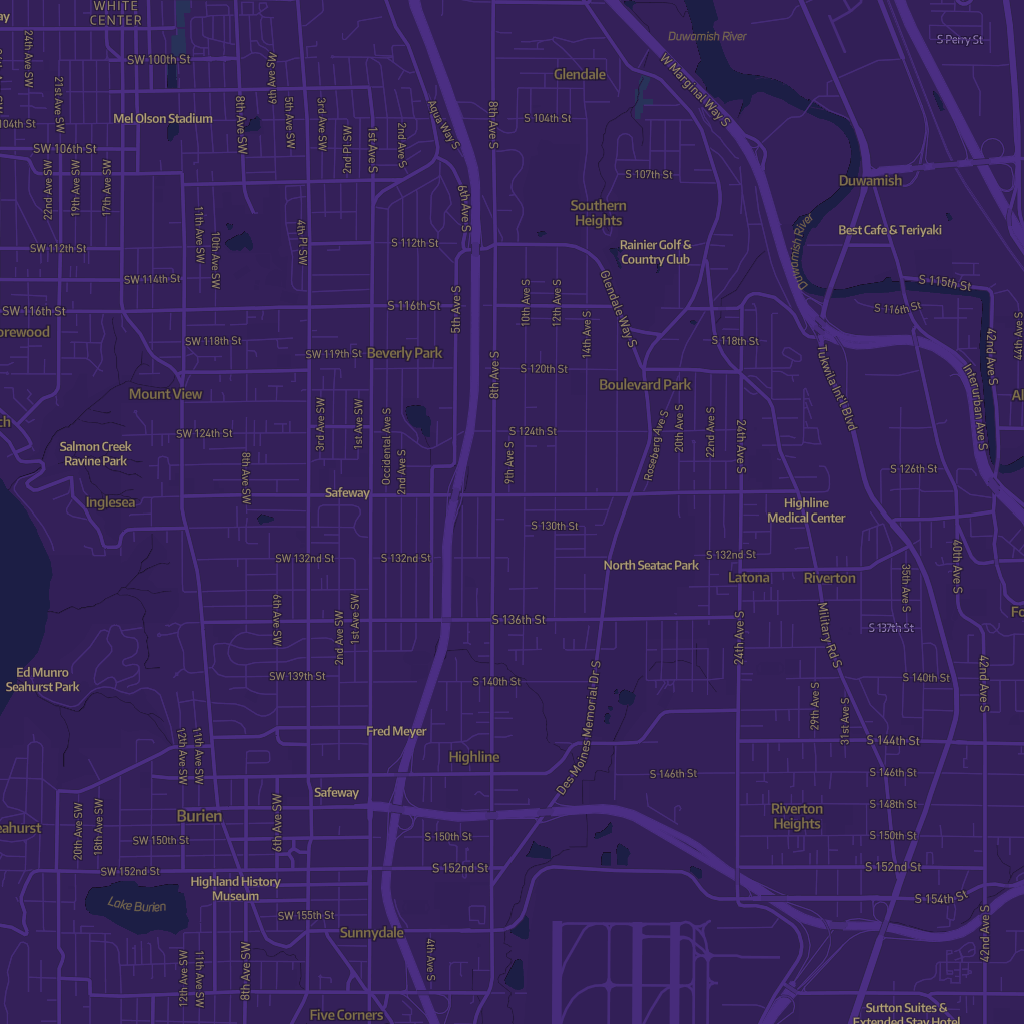 WHITE
CENTER
Duwamish River
S Perry St
24th Ave SW
SW 100th St
6th Ave SW
Glendale
W Marginal Way S
21st Ave SW
8th Ave SW
5th Ave SW
3rd Ave SW
2nd Pl SW
1st Ave S
2nd Ave S
Aqua Way S
8th Ave S
Mel Olson Stadium
S 104th St
104th St
SW 106th St
22nd Ave SW
19th Ave SW
17th Ave SW
S 107th St
Duwamish
6th Ave S
Southern
Heights
11th Ave SW
10th Ave SW
4th Pl SW
Best Cafe & Teriyaki
SW 112th St
S 112th St
Rainier Golf &
Country Club
Duwamish River
SW 114th St
S 115th St
SW 116th St
S 116th St
5th Ave S
10th Ave S
12th Ave S
14th Ave S
Glendale Way S
S 116th St
orewood
SW 118th St
S 118th St
SW 119th St
Beverly Park
8th Ave S
S 120th St
Boulevard Park
Tukwila Int'l Blvd
Interurban Ave S
42nd Ave S
44th Ave S
Mount View
Al
ch
3rd Ave SW
1st Ave SW
Occidental Ave S
2nd Ave S
SW 124th St
S 124th St
Roseberg Ave S
20th Ave S
22nd Ave S
24th Ave S
Salmon Creek
Ravine Park
8th Ave SW
9th Ave S
S 126th St
Inglesea
Safeway
Highline
Medical Center
S 130th St
SW 132nd St
S 132nd St
S 132nd St
North Seatac Park
Latona
Riverton
35th Ave S
40th Ave S
6th Ave SW
2nd Ave SW
1st Ave SW
S 136th St
24th Ave S
Military Rd S
S 137th St
Fo
Ed Munro
Seahurst Park
SW 139th St
S 140th St
S 140th St
42nd Ave S
Des Moines Memorial Dr S
29th Ave S
31st Ave S
12th Ave SW
11th Ave SW
Fred Meyer
S 144th St
Highline
S 146th St
S 146th St
Safeway
Riverton
Heights
S 148th St
20th Ave SW
18th Ave SW
Burien
6th Ave SW
eahurst
SW 150th St
S 150th St
S 150th St
SW 152nd St
S 152nd St
S 152nd St
Highland History
Museum
Lake Burien
S 154th St
SW 155th St
Sunnydale
42nd Ave S
12th Ave SW
11th Ave SW
8th Ave SW
4th Ave S
Five Corners
Sutton Suites &
Extended Stay Hotel